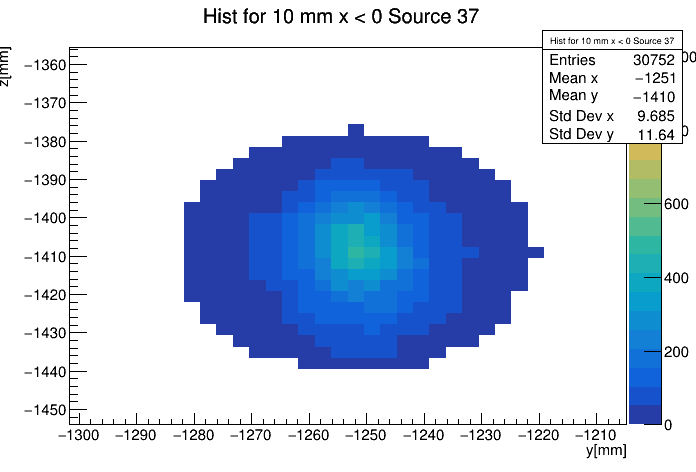 Hist for 10 mm x < 0 Source 37
z[mm]
−1360
−1370
−1380
−1390
−1400
−1410
−1420
−1430
−1440
−1450
−1300
−1290
−1280
−1270
−1260
−1250
−1240
−1230
−1220
−1210
y[mm]
Hist for 10 mm x < 0 Source 37
Entries 30752
Mean x −1251
Mean y −1410
Std Dev x 9.685
Std Dev y 11.64
600
400
200
0